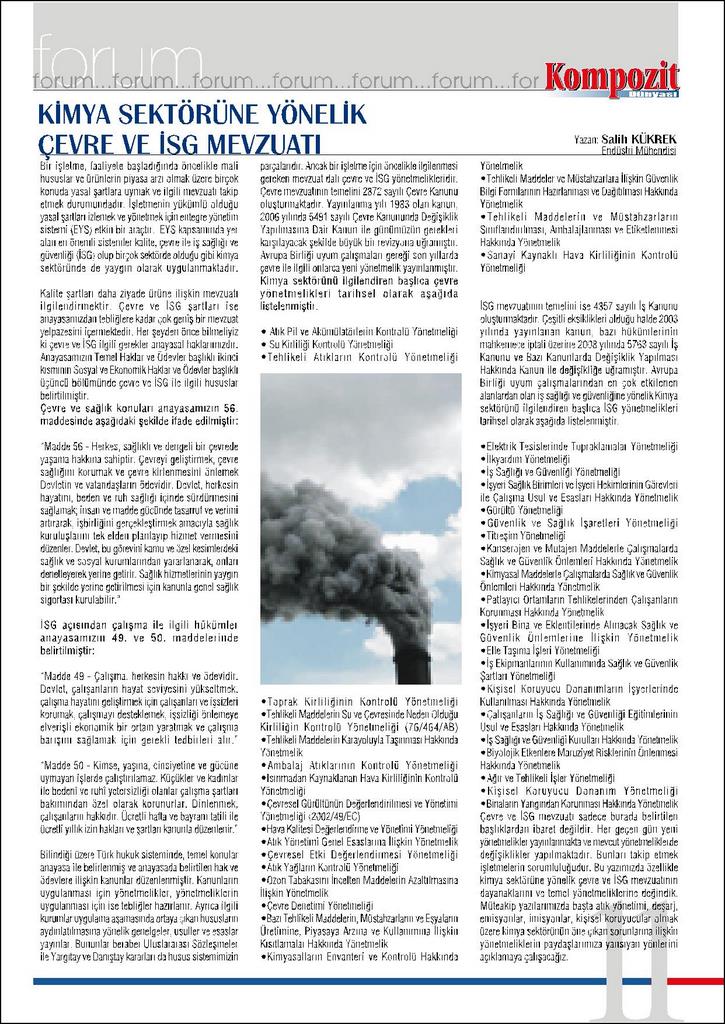 forum
forum...forum...forum...forum...forum...forum...for
Kompozit
Dünyası
KİMYA SEKTÖRÜNE YÖNELİK
ÇEVRE VE İSG MEVZUATI
Yazan: Salih KÜKREK
Endüstri Mühendisi
Bir işletme, faaliyete başladığında öncelikle mali
hususlar ve ürünlerin piyasa arzı olmak üzere birçok
konuda yasal şartlara uymak ve ilgili mevzuatı takip
etmek durumundadır. İşletmenin yükümlü olduğu
yasal şartları izlemek ve yönetmek için entegre yönetim
sistemi (EYS) etkin bir araçtır. EYS kapsamında yer
alan en önemli sistemler kalite, çevre ile iş sağlığı ve
güvenliği (İSG) olup birçok sektörde olduğu gibi kimya
sektöründe de yaygın olarak uygulanmaktadır.
Kalite şartları daha ziyade ürüne ilişkin mevzuatı
ilgilendirmektir. Çevre ve İSG şartları ise
anayasamızdan tebliğlere kadar çok geniş bir mevzuat
yelpazesini içermektedir. Her şeyden önce bilmeliyiz
ki çevre ve İSG ilgili gerekler anayasal haklarımızdır.
Anayasamızın Temel Haklar ve Ödevler başlıklı ikinci
kısmının Sosyal ve Ekonomik Haklar ve Ödevler başlıklı
üçüncü bölümünde çevre ve İSG ile ilgili hususlar
belirtilmiştir.
Çevre ve sağlık konuları anayasamızın 56.
maddesinde aşağıdaki şekilde ifade edilmiştir:
"Madde 56 - Herkes, sağlıklı ve dengeli bir çevrede
yaşama hakkına sahiptir. Çevreyi geliştirmek, çevre
sağlığını korumak ve çevre kirlenmesini önlemek
Devletin ve vatandaşların ödevidir. Devlet, herkesin
hayatını, beden ve ruh sağlığı içinde sürdürmesini
sağlamak; insan ve madde gücünde tasarruf ve verimi
artırarak, işbirliğini gerçekleştirmek amacıyla sağlık
kuruluşlarını tek elden planlayıp hizmet vermesini
düzenler. Devlet, bu görevini kamu ve özel kesimlerdeki
sağlık ve sosyal kurumlarından yararlanarak, onları
denetleyerek yerine getirir. Sağlık hizmetlerinin yaygın
bir şekilde yerine getirilmesi için kanunla genel sağlık
sigortası kurulabilir."
İSG açısından çalışma ile ilgili hükümler
anayasamızın 49. ve 50. maddelerinde
belirtilmiştir:
"Madde 49 - Çalışma, herkesin hakkı ve ödevidir.
Devlet, çalışanların hayat seviyesini yükseltmek,
çalışma hayatını geliştirmek için çalışanları ve işsizleri
korumak, çalışmayı desteklemek, işsizliği önlemeye
elverişli ekonomik bir ortam yaratmak ve çalışma
barışını sağlamak için gerekli tedbirleri alır."
"Madde 50 - Kimse, yaşına, cinsiyetine ve gücüne
uymayan işlerde çalıştırılamaz. Küçükler ve kadınlar
ile bedeni ve ruhi yetersizliği olanlar çalışma şartları
bakımından özel olarak korunurlar. Dinlenmek,
çalışanların hakkıdır. Ücretli hafta ve bayram tatili ile
ücretli yıllık izin hakları ve şartları kanunla düzenlenir."
Bilindiği üzere Türk hukuk sisteminde, temel konular
anayasa ile belirlenmiş ve anayasada belirtilen hak ve
ödevlere ilişkin kanunlar düzenlenmiştir. Kanunların
uygulanması için yönetmelikler, yönetmeliklerin
uygulanması için ise tebliğler hazırlanır. Ayrıca ilgili
kurumlar uygulama aşamasında ortaya çıkan hususların
aydınlatılmasına yönelik genelgeler, usuller ve esaslar
yayınlar. Bununlar beraber Uluslararası Sözleşmeler
ile Yargıtay ve Danıştay kararları da husus sistemimizin
parçalarıdır. Ancak bir işletme için öncelikle ilgilenmesi
gereken mevzuat dalı çevre ve İSG yönetmelikleridir.
Çevre mevzuatının temelini 2872 sayılı Çevre Kanunu
oluşturmaktadır. Yayınlanma yılı 1983 olan kanun,
2006 yılında 5491 sayılı Çevre Kanununda Değişiklik
Yapılmasına Dair Kanun ile günümüzün gerekleri
karşılayacak şekilde büyük bir revizyona uğramıştır.
Avrupa Birliği uyum çalışmaları gereği son yıllarda
çevre ile ilgili onlarca yeni yönetmelik yayınlanmıştır.
Kimya sektörünü ilgilendiren başlıca çevre
yönetmelikleri tarihsel olarak aşağıda
listelenmiştir.
• Atık Pil ve Akümülatörlerin Kontrolü Yönetmeliği
• Su Kirliliği Kontrolü Yönetmeliği
•Tehlikeli Atıkların Kontrolü Yönetmeliği
•Toprak Kirliliğinin Kontrolü Yönetmeliği
•Tehlikeli Maddelerin Su ve Çevresinde Neden Olduğu
Kirliliğin Kontrolü Yönetmeliği (76/464/AB)
•Tehlikeli Maddelerin Karayoluyla Taşınması Hakkında
Yönetmelik
•Ambalaj Atıklarının Kontrolü Yönetmeliği
•Isınmadan Kaynaklanan Hava Kirliliğinin Kontrolü
Yönetmeliği
•Çevresel Gürültünün Değerlendirilmesi ve Yönetimi
Yönetmeliği (2002/49/EC)
•Hava Kalitesi Değerlendirme ve Yönetimi Yönetmeliği
•Atık Yönetimi Genel Esaslarına İlişkin Yönetmelik
•Çevresel Etki Değerlendirmesi Yönetmeliği
•Atık Yağların Kontrolü Yönetmeliği
•Ozon Tabakasını İncelten Maddelerin Azaltılmasına
İlişkin Yönetmelik
•Çevre Denetimi Yönetmeliği
•Bazı Tehlikeli Maddelerin, Müstahzarların ve Eşyaların
Üretimine, Piyasaya Arzına ve Kullanımına İlişkin
Kısıtlamalar Hakkında Yönetmelik
•Kimyasalların Envanteri ve Kontrolü Hakkında
Yönetmelik
•Tehlikeli Maddeler ve Müstahzarlara İlişkin Güvenlik
Bilgi Formlarının Hazırlanması ve Dağıtılması Hakkında
Yönetmelik
•Tehlikeli Maddelerin ve Müstahzarların
Sınıflandırılması, Ambalajlanması ve Etiketlenmesi
Hakkında Yönetmelik
•Sanayi Kaynaklı Hava Kirliliğinin Kontrolü
Yönetmeliği
İSG mevzuatının temelini ise 4857 sayılı İş Kanunu
oluşturmaktadır. Çeşitli eksiklikleri olduğu halde 2003
yılında yayınlanan kanun, bazı hükümlerinin
mahkemece iptali üzerine 2008 yılında 5763 sayılı İş
Kanunu ve Bazı Kanunlarda Değişiklik Yapılması
Hakkında Kanun ile değişikliğe uğramıştır. Avrupa
Birliği uyum çalışmalarından en çok etkilenen
alanlardan olan iş sağlığı ve güvenliğine yönelik Kimya
sektörünü ilgilendiren başlıca İSG yönetmelikleri
tarihsel olarak aşağıda listelenmiştir.
•Elektrik Tesislerinde Topraklamalar Yönetmeliği
•İlkyardım Yönetmeliği
•İş Sağlığı ve Güvenliği Yönetmeliği
•İşyeri Sağlık Birimleri ve İşyeri Hekimlerinin Görevleri
ile Çalışma Usul ve Esasları Hakkında Yönetmelik
•Gürültü Yönetmeliği
•Güvenlik ve Sağlık İşaretleri Yönetmeliği
•Titreşim Yönetmeliği
•Kanserojen ve Mutajen Maddelerle Çalışmalarda
Sağlık ve Güvenlik Önlemleri Hakkında Yönetmelik
•Kimyasal Maddelerle Çalışmalarda Sağlık ve Güvenlik
Önlemleri Hakkında Yönetmelik
•Patlayıcı Ortamların Tehlikelerinden Çalışanların
Korunması Hakkında Yönetmelik
•İşyeri Bina ve Eklentilerinde Alınacak Sağlık ve
Güvenlik Önlemlerine İlişkin Yönetmelik
•Elle Taşıma İşleri Yönetmeliği
•İş Ekipmanlarının Kullanımında Sağlık ve Güvenlik
Şartları Yönetmeliği
•Kişisel Koruyucu Donanımların İşyerlerinde
Kullanılması Hakkında Yönetmelik
•Çalışanların İş Sağlığı ve Güvenliği Eğitimlerinin
Usul ve Esasları Hakkında Yönetmelik
•İş Sağlığı ve Güvenliği Kurulları Hakkında Yönetmelik
•Biyolojik Etkenlere Maruziyet Risklerinin Önlenmesi
Hakkında Yönetmelik
•Ağır ve Tehlikeli İşler Yönetmeliği
•Kişisel Koruyucu Donanım Yönetmeliği
•Binaların Yangından Korunması Hakkında Yönetmelik
Çevre ve İSG mevzuatı sadece burada belirtilen
başlıklardan ibaret değildir. Her geçen gün yeni
yönetmelikler yayınlanmakta ve mevcut yönetmeliklerde
değişiklikler yapılmaktadır. Bunları takip etmek
işletmenin sorumluluğudur. Bu yazımızda özellikle
kimya sektörüne yönelik çevre ve İSG mevzuatının
dayanaklarını ve temel yönetmeliklerine değindik.
Müteakip yazılarımızda başta atık yönetimi, deşarj,
emisyonlar, imisyonlar, kişisel koruyucular olmak
üzere kimya sektörünün öne çıkan sorunlarına ilişkin
yönetmeliklerin paydaşlarımıza yansıyan yönlerini
açıklamaya çalışacağız.
11